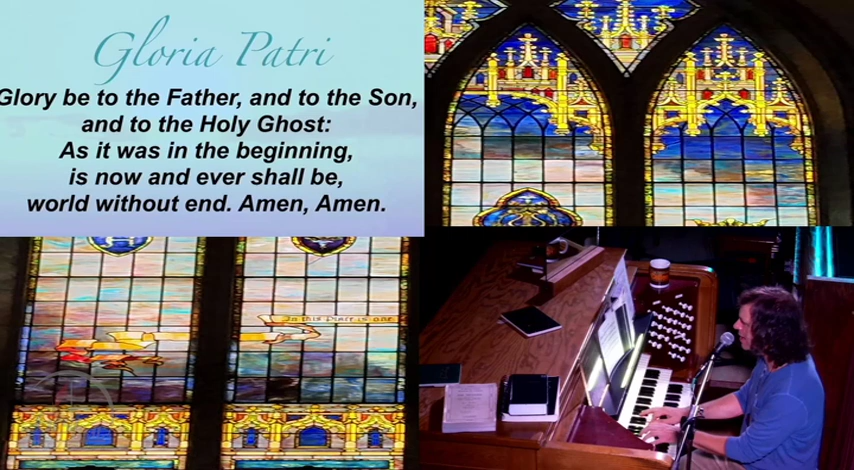 Gloria Patri
Glory be to the Father, and to the Son,
and to the Holy Ghost:
As it was in the beginning,
is now and ever shall be,
world without end. Amen, Amen.
In this place is one